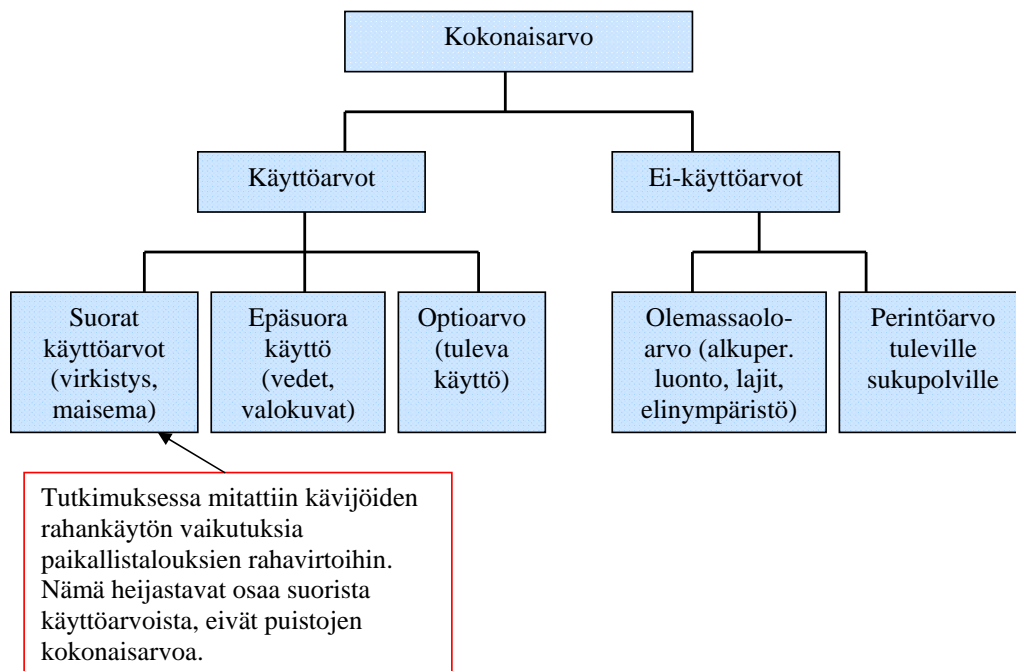 Kokonaisarvo
Käyttöarvot
Ei-käyttöarvot
Suorat
käyttöarvot
(virkistys,
maisema)
Epäsuora
käyttö
(vedet,
valokuvat)
Optioarvo
(tuleva
käyttö)
Olemassaolo-
arvo (alkuper.
luonto, lajit,
elinympäristö)
Perintöarvo
tuleville
sukupolville
Tutkimuksessa mitattiin kävijöiden
rahankäytön vaikutuksia
paikallistalouksien rahavirtoihin.
Nämä heijastavat osaa suorista
käyttöarvoista, eivät puistojen
kokonaisarvoa.